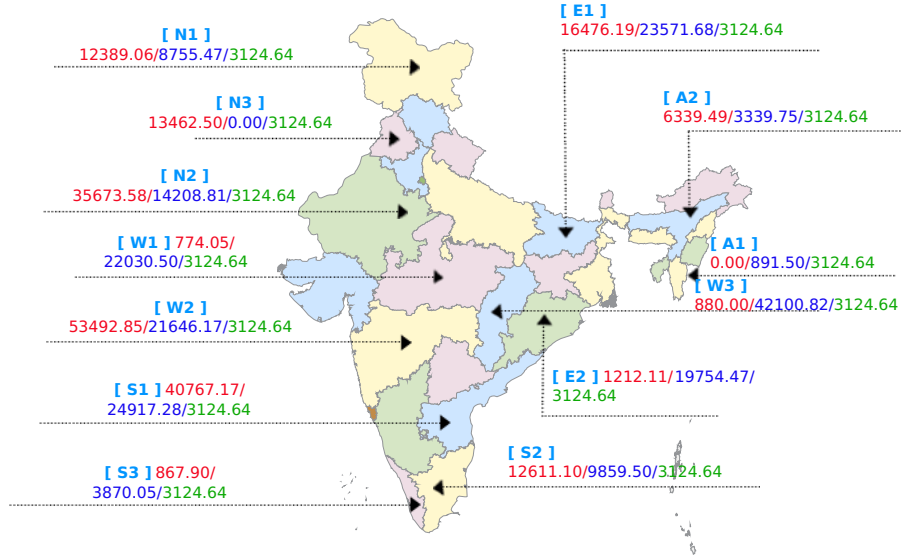 [ E1 ]
16476.19/23571.68/3124.64
[ N1 ]
12389.06/8755.47/3124.64
[ N3 ]
13462.50/0.00/3124.64
[ A2 ]
6339.49/3339.75/3124.64
[ N2 ]
35673.58/14208.81/3124.64
[ W1 ] 774.05/
22030.50/3124.64
[ A1 ]
0.00/891.50/3124.64
[ W3 ]
880.00/42100.82/3124.64
[ W2 ]
53492.85/21646.17/3124.64
[ E2 ] 1212.11/19754.47/
3124.64
[ S1 ] 40767.17/
24917.28/3124.64
[ S2 ]
12611.10/9859.50/3124.64
[ S3 ] 867.90/
3870.05/3124.64